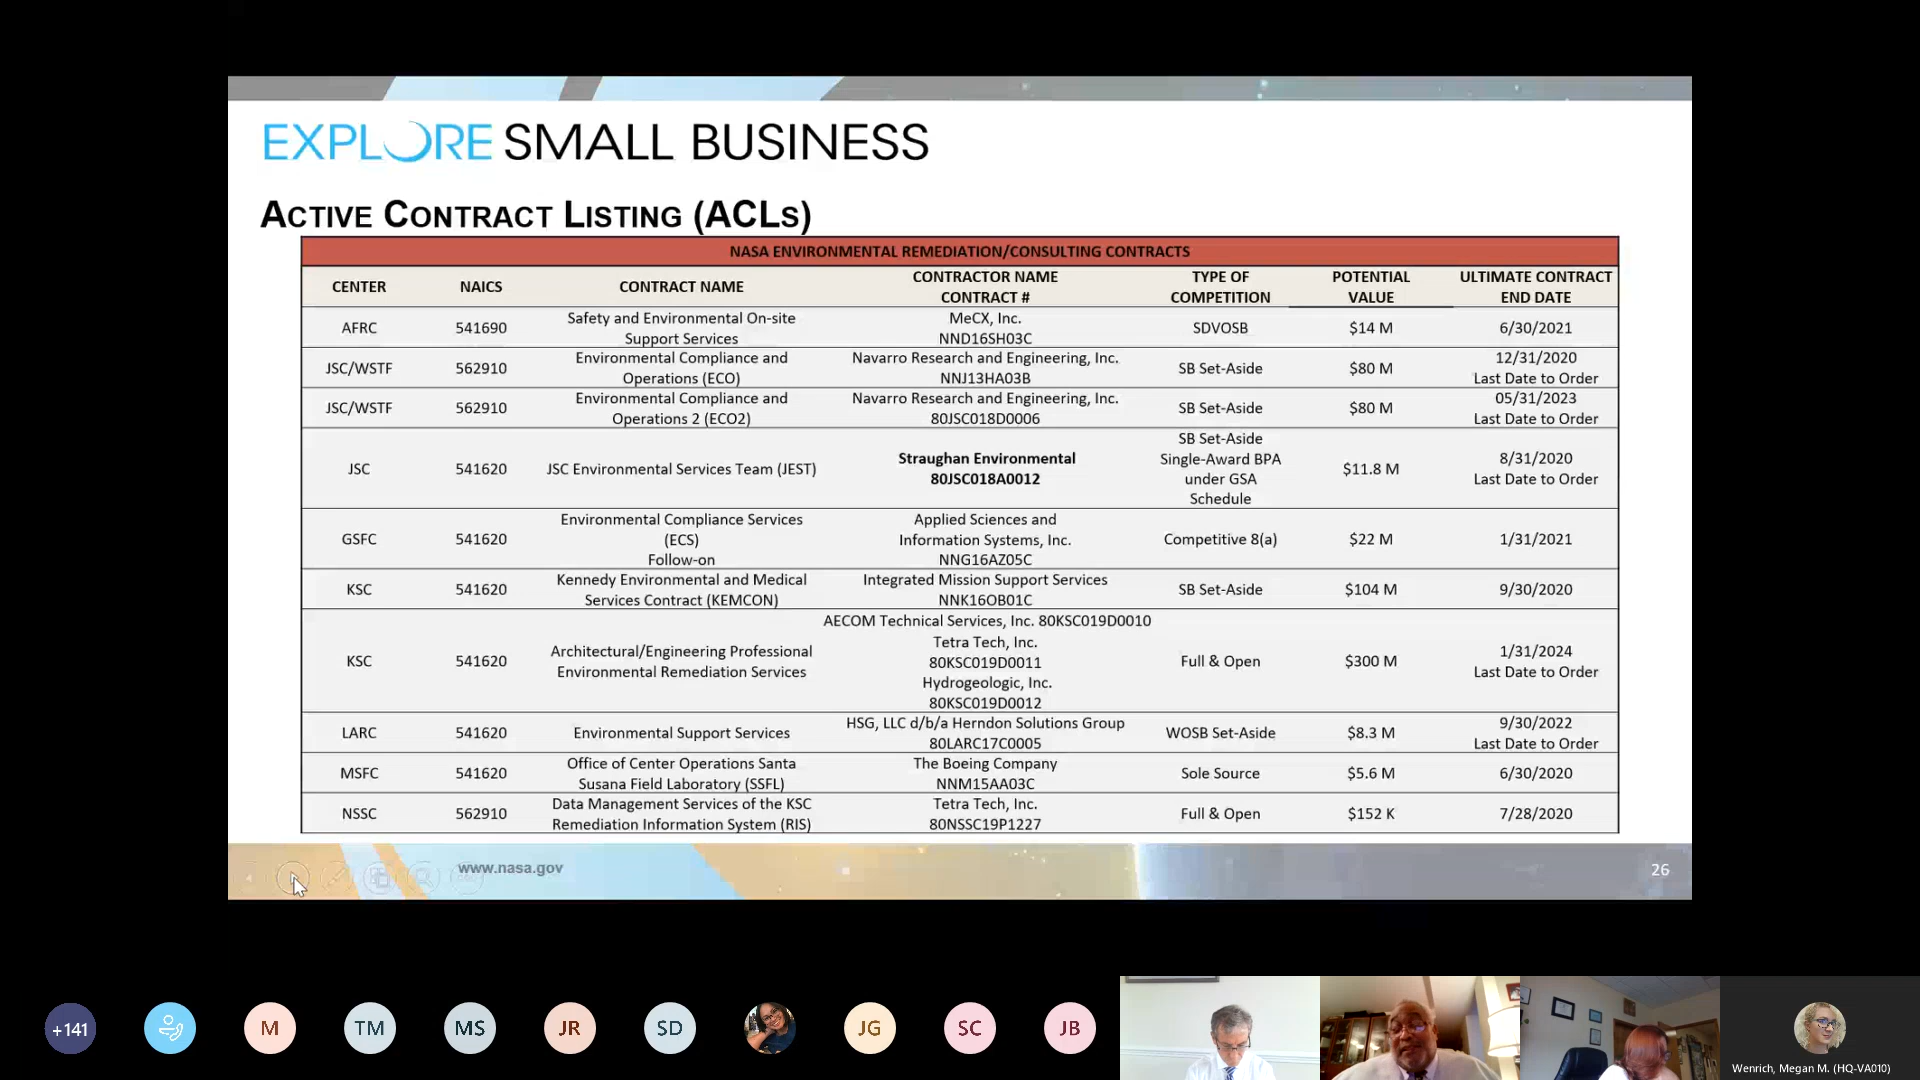 EXPLORE SMALL BUSINESS
ACTIVE CONTRACT LISTING (ACLS)
NASA ENVIRONMENTAL REMEDIATION/CONSULTING CONTRACTS
CENTER NAICS CONTRACT NAME CONTRACTOR NAME CONTRACT # TYPE OF COMPETITION POTENTIAL VALUE ULTIMATE CONTRACT END DATE
AFRC 541690 Safety and Environmental On-site Support Services MeCX, Inc. NND16SH03C SDVOSB $14 M 6/30/2021
JSC/WSTF 562910 Environmental Compliance and Operations (ECO) Navarro Research and Engineering, Inc. NNJ13HA03B SB Set-Aside $80 M 12/31/2020 Last Date to Order
JSC/WSTF 562910 Environmental Compliance and Operations 2 (ECO2) Navarro Research and Engineering, Inc. 80JSC018D0006 SB Set-Aside $80 M 05/31/2023 Last Date to Order
JSC 541620 JSC Environmental Services Team (JEST) Straughan Environmental 80JSC018A0012 SB Set-Aside Single-Award BPA under GSA Schedule $11.8 M 8/31/2020 Last Date to Order
GSFC 541620 Environmental Compliance Services (ECS) Follow-on Applied Sciences and Information Systems, Inc. NNG16AZ05C Competitive 8(a) $22 M 1/31/2021
KSC 541620 Kennedy Environmental and Medical Services Contract (KEMCON) Integrated Mission Support Services NNK16OB01C SB Set-Aside $104 M 9/30/2020
KSC 541620 Architectural/Engineering Professional Environmental Remediation Services AECOM Technical Services, Inc. 80KSC019D0010 Tetra Tech, Inc. 80KSC019D0011 Hydrogeologic, Inc. 80KSC019D0012 Full & Open $300 M 1/31/2024 Last Date to Order
LARC 541620 Environmental Support Services HSG, LLC d/b/a Herndon Solutions Group 80LARC17C0005 WOSB Set-Aside $8.3 M 9/30/2022 Last Date to Order
MSFC 541620 Office of Center Operations Santa Susana Field Laboratory (SSFL) The Boeing Company NNM15AA03C Sole Source $5.6 M 6/30/2020
NSSC 562910 Data Management Services of the KSC Remediation Information System (RIS) Tetra Tech, Inc. 80NSSC19P1227 Full & Open $152 K 7/28/2020
www.nasa.gov
26
+141 M TM MS JR SD JG SC JB
Wenrich, Megan M. (HQ-VA010)